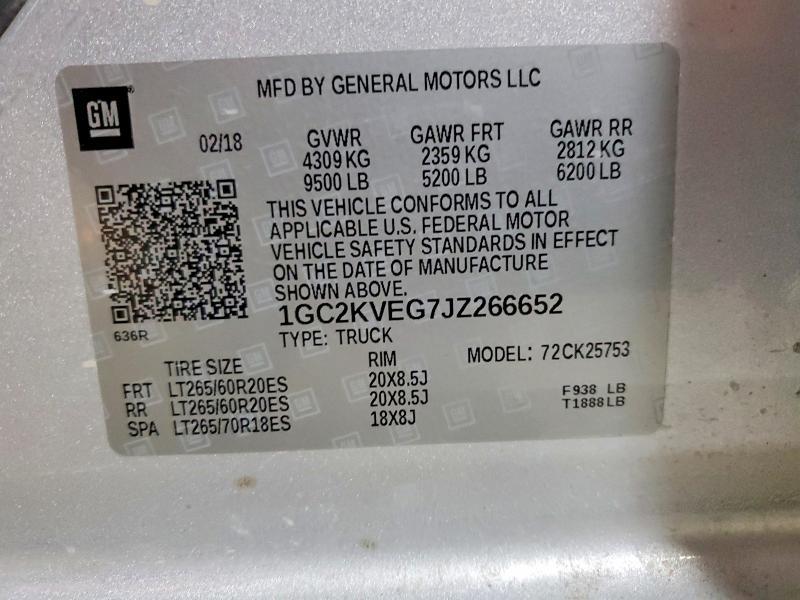 MFD BY GENERAL MOTORS LLC
GM
02/18
GVWR GAWR FRT GAWR RR
4309 KG 2359 KG 2812 KG
9500 LB 5200 LB 6200 LB
THIS VEHICLE CONFORMS TO ALL
APPLICABLE U.S. FEDERAL MOTOR
VEHICLE SAFETY STANDARDS IN EFFECT
ON THE DATE OF MANUFACTURE
SHOWN ABOVE.
1GC2KVEG7JZ266652
636R
TYPE: TRUCK MODEL: 72CK25753
TIRE SIZE RIM
FRT LT265/60R20ES 20X8.5J F938 LB
RR LT265/60R20ES 20X8.5J T1888LB
SPA LT265/70R18ES 18X8J